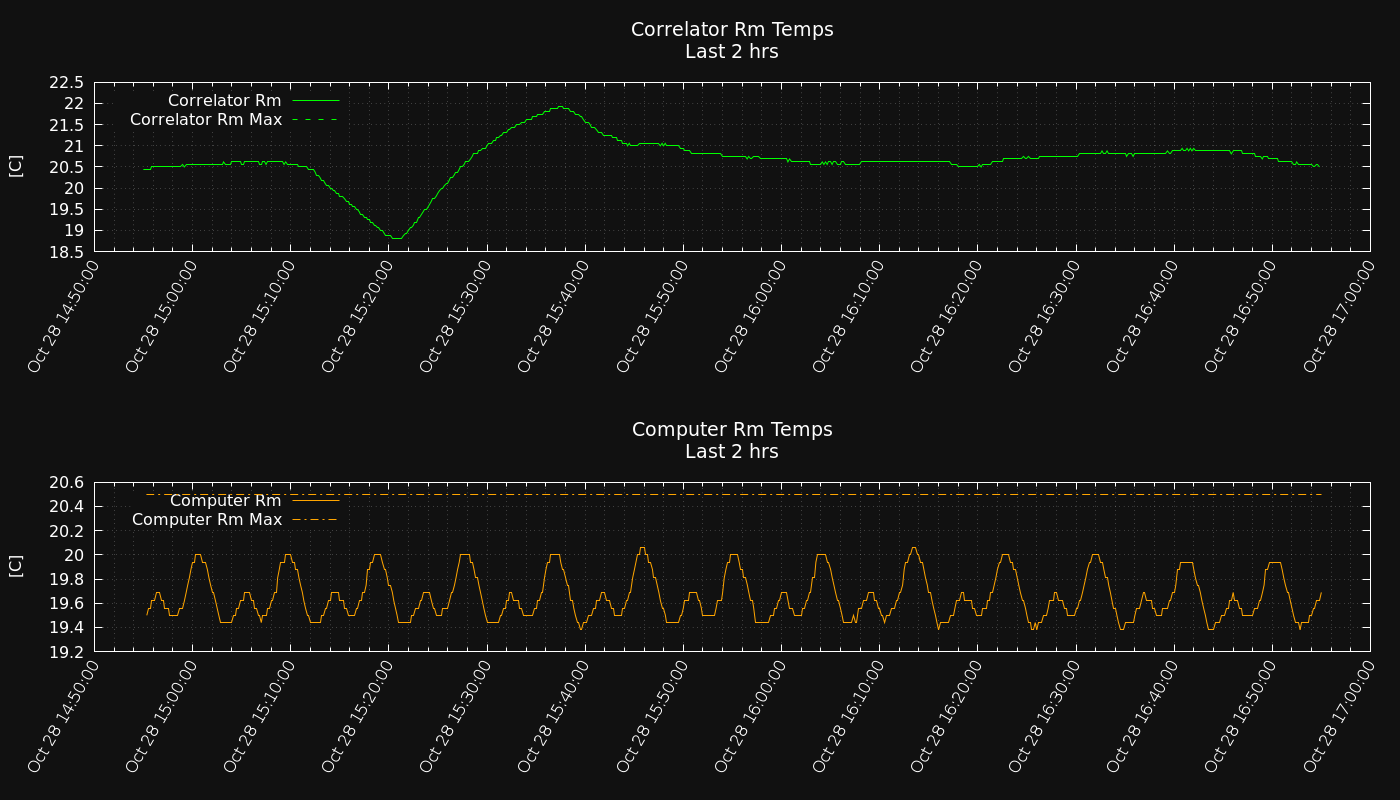 Correlator Rm Temps
Last 2 hrs
22.5
22
21.5
21
20.5
20
19.5
19
18.5
[C]
Correlator Rm
Correlator Rm Max
Oct 28 14:50:00
Oct 28 15:00:00
Oct 28 15:10:00
Oct 28 15:20:00
Oct 28 15:30:00
Oct 28 15:40:00
Oct 28 15:50:00
Oct 28 16:00:00
Oct 28 16:10:00
Oct 28 16:20:00
Oct 28 16:30:00
Oct 28 16:40:00
Oct 28 16:50:00
Oct 28 17:00:00
Computer Rm Temps
Last 2 hrs
20.6
20.4
20.2
20
19.8
19.6
19.4
19.2
[C]
Computer Rm
Computer Rm Max
Oct 28 14:50:00
Oct 28 15:00:00
Oct 28 15:10:00
Oct 28 15:20:00
Oct 28 15:30:00
Oct 28 15:40:00
Oct 28 15:50:00
Oct 28 16:00:00
Oct 28 16:10:00
Oct 28 16:20:00
Oct 28 16:30:00
Oct 28 16:40:00
Oct 28 16:50:00
Oct 28 17:00:00